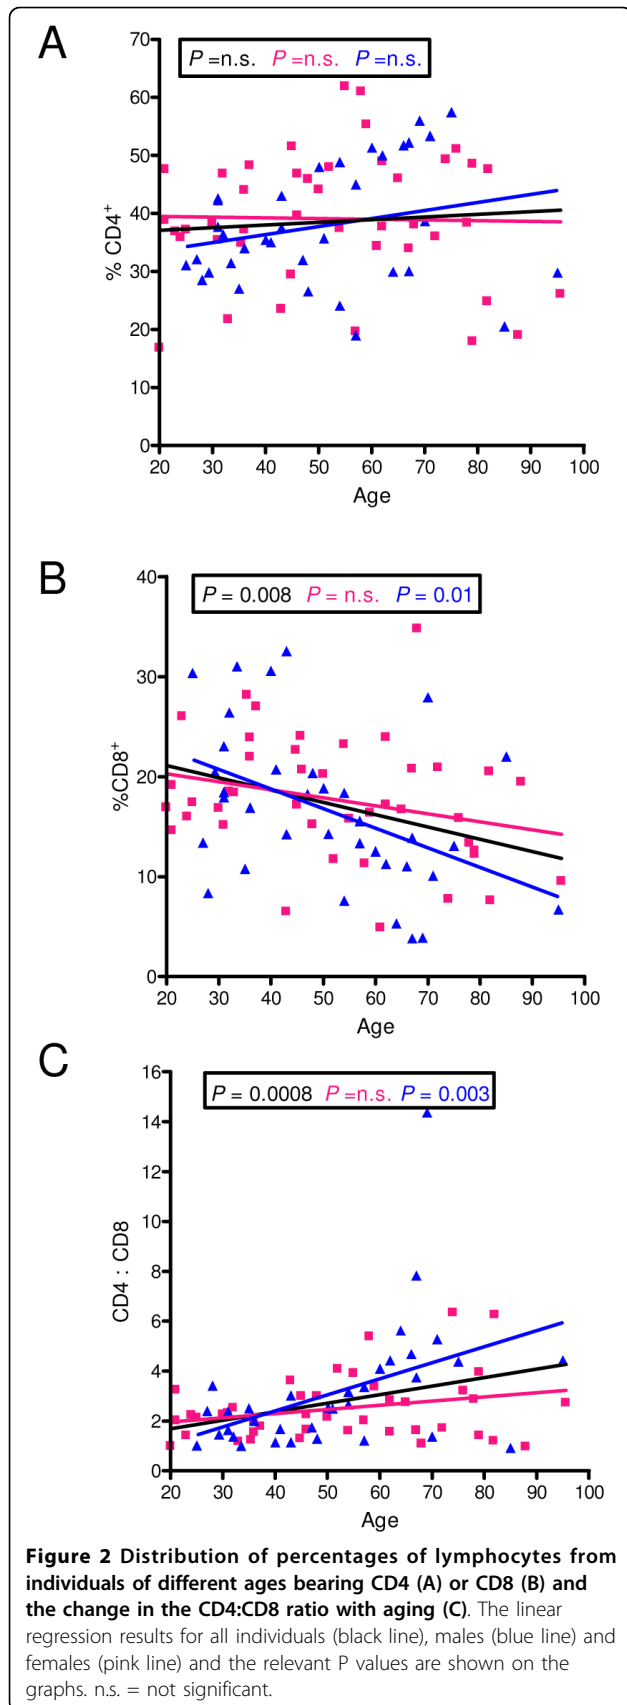 A
P =n.s. P =n.s. P =n.s.
70
60
50
40
30
20
10
0
% CD4+
20 30 40 50 60 70 80 90 100
Age
B
P = 0.008 P = n.s. P = 0.01
40
30
20
10
0
%CD8+
20 30 40 50 60 70 80 90 100
Age
C
P = 0.0008 P =n.s. P = 0.003
16
14
12
10
8
6
4
2
0
CD4 : CD8
20 30 40 50 60 70 80 90 100
Age
Figure 2 Distribution of percentages of lymphocytes from
individuals of different ages bearing CD4 (A) or CD8 (B) and
the change in the CD4:CD8 ratio with aging (C). The linear
regression results for all individuals (black line), males (blue line) and
females (pink line) and the relevant P values are shown on the
graphs. n.s. = not significant.